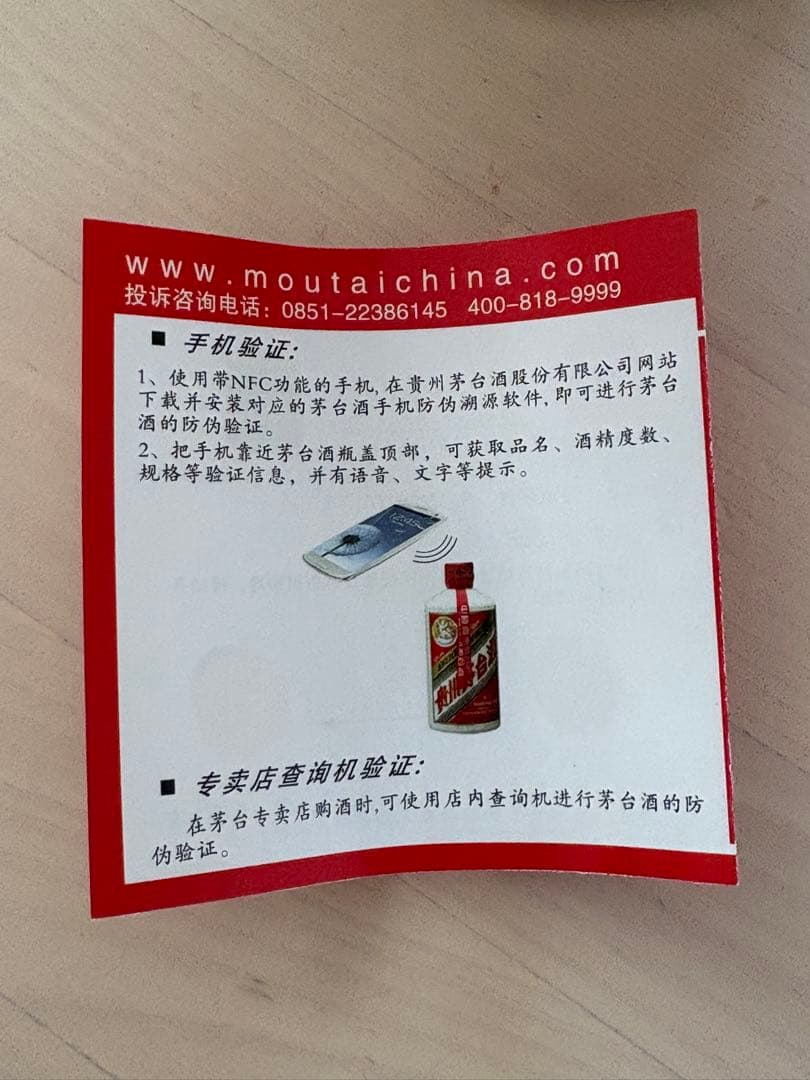 www.moutaichina.com
投诉咨询电话：0851-22386145 400-818-9999
■ 手机验证：
1、使用带NFC功能的手机,在贵州茅台酒股份有限公司网站
下载并安装对应的茅台酒手机防伪溯源软件,即可进行茅台
酒的防伪验证。
2、把手机靠近茅台酒瓶盖顶部，可获取品名、酒精度数、
规格等验证信息，并有语音、文字等提示。
12:45
贵州茅台酒
■ 专卖店查询机验证：
在茅台专卖店购酒时,可使用店内查询机进行茅台酒的防
伪验证。